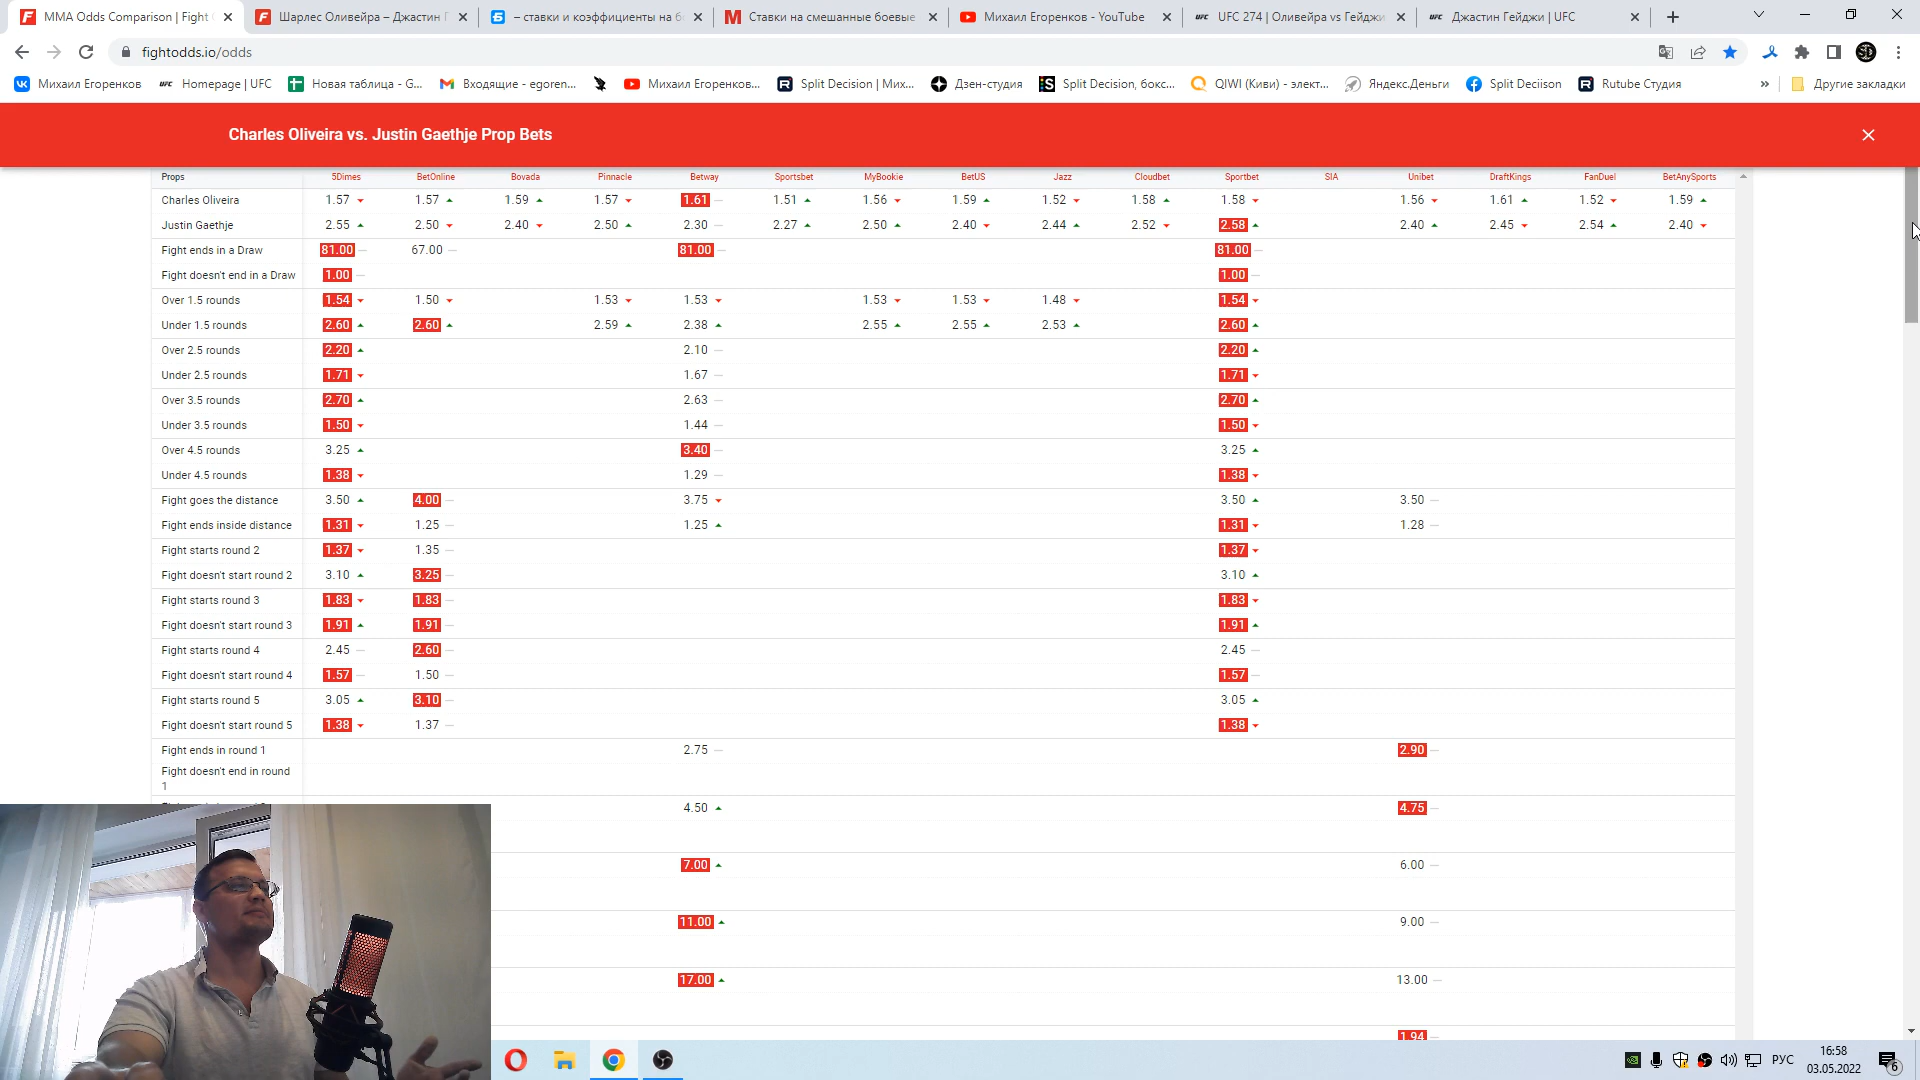 MMA Odds Comparison | Fight
Шарлес Оливейра – Джастин Г
– ставки и коэффициенты на б
Ставки на смешанные боевые
Михаил Егоренков - YouTube
UFC 274 | Оливейра vs Гейджи
Джастин Гейджи | UFC
fightodds.io/odds
Михаил Егоренков
Homepage | UFC
Новая таблица - G...
Входящие - egoren...
Михаил Егоренков...
Split Decision | Мих...
Дзен-студия
Split Decision, бокс...
QIWI (Киви) - элект...
Яндекс.Деньги
Split Deciison
Rutube Студия
»
Другие закладки
Charles Oliveira vs. Justin Gaethje Prop Bets
Props 5Dimes BetOnline Bovada Pinnacle Betway Sportsbet MyBookie BetUS Jazz Cloudbet Sportbet SIA Unibet DraftKings FanDuel BetAnySports
Charles Oliveira 1.57 1.57 1.59 1.57 1.61 1.51 1.56 1.59 1.52 1.58 1.58 1.56 1.61 1.52 1.59
Justin Gaethje 2.55 2.50 2.40 2.50 2.30 2.27 2.50 2.40 2.44 2.52 2.58 2.40 2.45 2.54 2.40
Fight ends in a Draw 81.00 67.00 81.00 81.00
Fight doesn't end in a Draw 1.00 1.00
Over 1.5 rounds 1.54 1.50 1.53 1.53 1.53 1.53 1.48 1.54
Under 1.5 rounds 2.60 2.60 2.59 2.38 2.55 2.55 2.53 2.60
Over 2.5 rounds 2.20 2.10 2.20
Under 2.5 rounds 1.71 1.67 1.71
Over 3.5 rounds 2.70 2.63 2.70
Under 3.5 rounds 1.50 1.44 1.50
Over 4.5 rounds 3.25 3.40 3.25
Under 4.5 rounds 1.38 1.29 1.38
Fight goes the distance 3.50 4.00 3.75 3.50 3.50
Fight ends inside distance 1.31 1.25 1.25 1.31 1.28
Fight starts round 2 1.37 1.35 1.37
Fight doesn't start round 2 3.10 3.25 3.10
Fight starts round 3 1.83 1.83 1.83
Fight doesn't start round 3 1.91 1.91 1.91
Fight starts round 4 2.45 2.60 2.45
Fight doesn't start round 4 1.57 1.50 1.57
Fight starts round 5 3.05 3.10 3.05
Fight doesn't start round 5 1.38 1.37 1.38
Fight ends in round 1 2.75 2.90
Fight doesn't end in round
1
4.50 4.75
7.00 6.00
11.00 9.00
17.00 13.00
1.94
РУС
16:58
03.05.2022
6